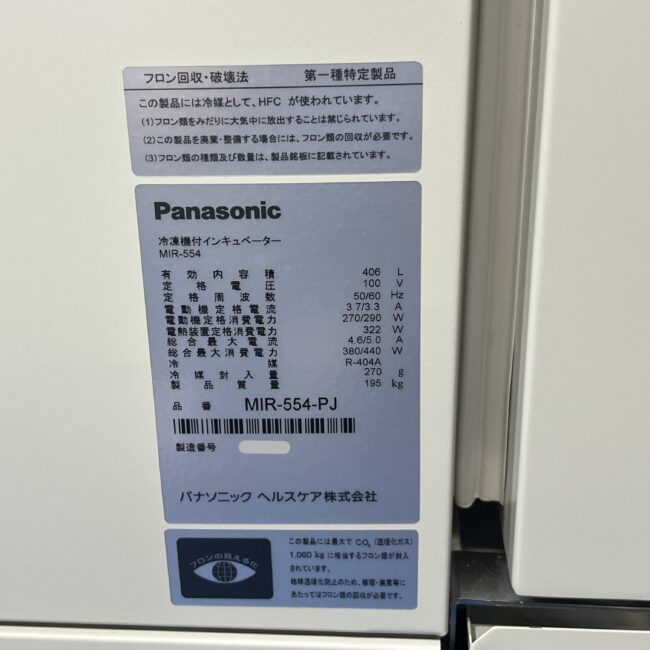 フロン回収・破壊法 第一種特定製品
この製品には冷媒として、HFC が使われています。
(1)フロン類をみだりに大気中に放出することは禁じられています。
(2)この製品を廃棄・整備する場合には、フロン類の回収が必要です。
(3)フロン類の種類及び数量は、製品銘板に記載されています。
Panasonic
冷凍機付インキュベーター
MIR-554
有効内容積 406 L
定格電圧 100 V
定格周波数 50/60 Hz
電動機定格電流 3.7/3.3 A
電動機定格消費電力 270/290 W
電熱装置定格消費電力 322 W
総合最大電流 4.6/5.0 A
総合最大消費電力 380/440 W
冷媒 R-404A
冷媒封入量 270 g
製品質量 195 kg
品番 MIR-554-PJ
製造番号
パナソニック ヘルスケア株式会社
フロンの見える化
この製品には最大で CO₂ (温暖化ガス)
1,060 kg に相当するフロン類が封入
されています。
地球温暖化防止のため、修理・廃棄等に
あたってはフロン類の回収が必要です。